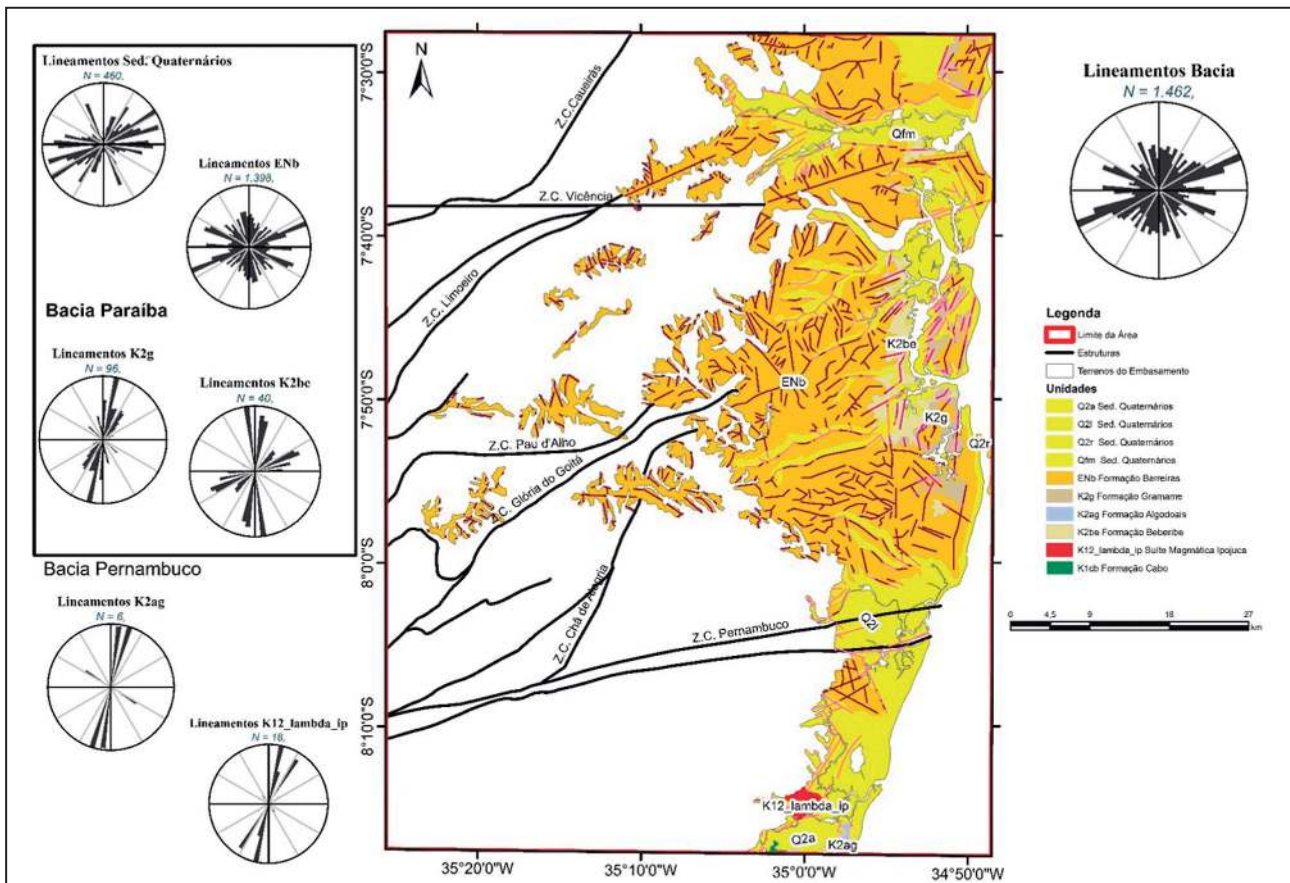 Lineamentos Sed. Quaternários
N = 460,
Lineamentos ENb
N = 1.398,
Bacia Paraíba
Lineamentos K2g
N = 96,
Lineamentos K2be
N = 40,
Bacia Pernambuco
Lineamentos K2ag
N = 6,
Lineamentos K12_lambda_ip
N = 18,
N
7°30'0"S
7°40'0"S
7°50'0"S
8°0'0"S
8°10'0"S
35°20'0"W
35°10'0"W
35°0'0"W
34°50'0"W
Z.C.Cauairás
Z.C. Vicência
Z.C. Limoeiro
Z.C. Pau d'Alho
Z.C. Glória do Goitá
Z.C. Chã de Alegria
Z.C. Pernambuco
Qfm
K2be
ENb
K2g
Q2r
Q2l
K12_lambda_ip
Q2a
K2ag
Lineamentos Bacia
N = 1.462,
Legenda
Limite da Área
Estruturas
Terrenos do Embasamento
Unidades
Q2a Sed. Quaternários
Q2l Sed. Quaternários
Q2r Sed. Quaternários
Qfm Sed. Quaternários
ENb Formação Barreiras
K2g Formação Gramame
K2ag Formação Algodoais
K2be Formação Beberibe
K12_lambda_ip Suíte Magmática Ipojuca
K1cb Formação Cabo
0 4,5 9 18 27
km